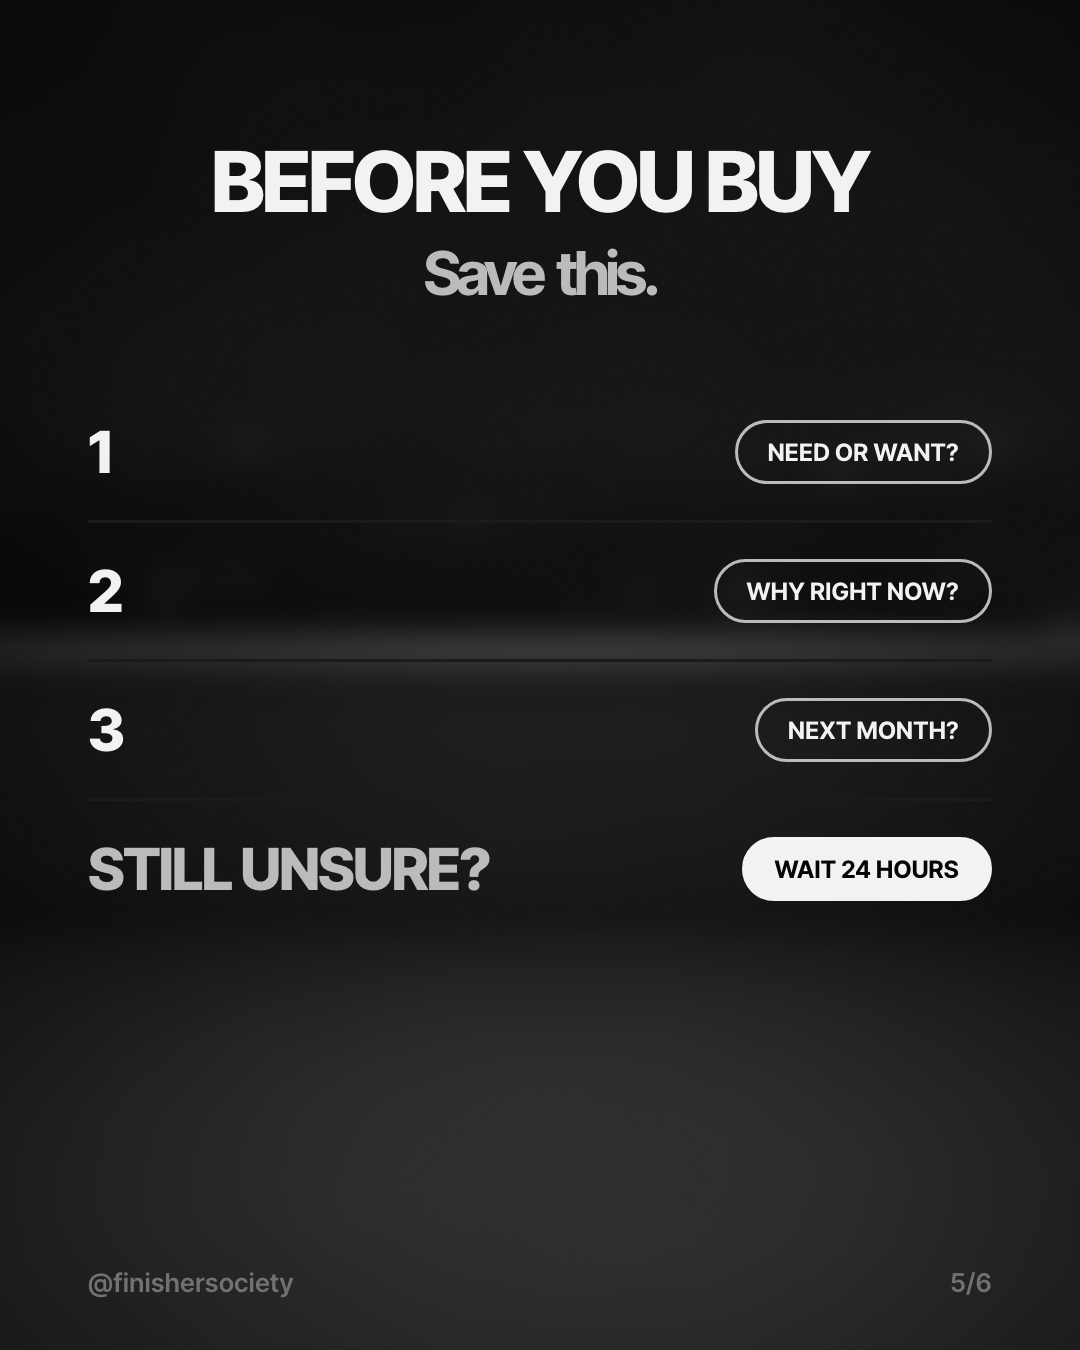 BEFORE YOU BUY
Save this.
1 NEED OR WANT?
2 WHY RIGHT NOW?
3 NEXT MONTH?
STILL UNSURE? WAIT 24 HOURS
@finishersociety 5/6